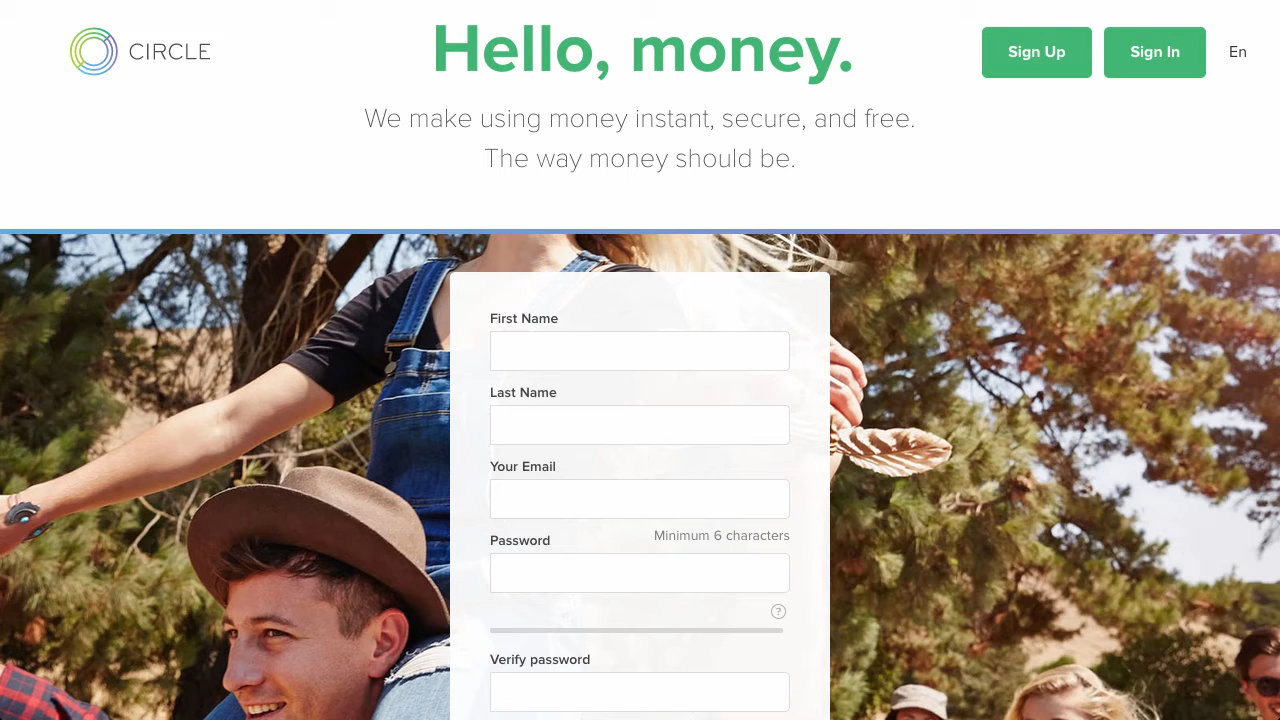 CIRCLE
Hello, money.
Sign Up
Sign In
En
We make using money instant, secure, and free.
The way money should be.
First Name
Last Name
Your Email
Password
Minimum 6 characters
?
Verify password